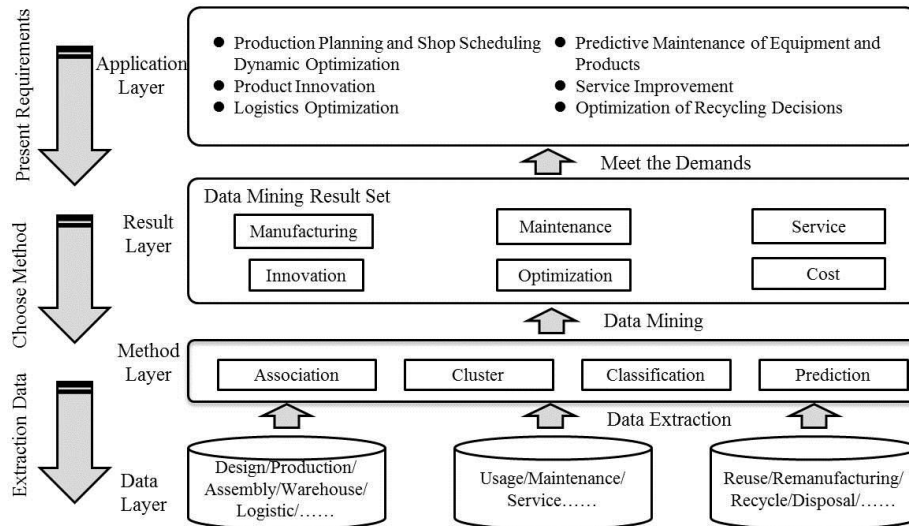 Present Requirements
Application
Layer
● Production Planning and Shop Scheduling
Dynamic Optimization
● Product Innovation
● Logistics Optimization
● Predictive Maintenance of Equipment and
Products
● Service Improvement
● Optimization of Recycling Decisions
Meet the Demands
Choose Method
Result
Layer
Data Mining Result Set
Manufacturing
Maintenance
Service
Innovation
Optimization
Cost
Data Mining
Method
Layer
Association
Cluster
Classification
Prediction
Data Extraction
Extraction Data
Data
Layer
Design/Production/
Assembly/Warehouse/
Logistic/……
Usage/Maintenance/
Service……
Reuse/Remanufacturing/
Recycle/Disposal/……